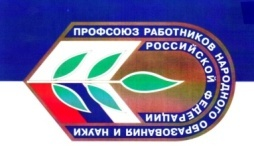 ПРОФСОЮЗ РАБОТНИКОВ НАРОДНОГО ОБРАЗОВАНИЯ И НАУКИ
РОССИЙСКОЙ ФЕДЕРАЦИИ